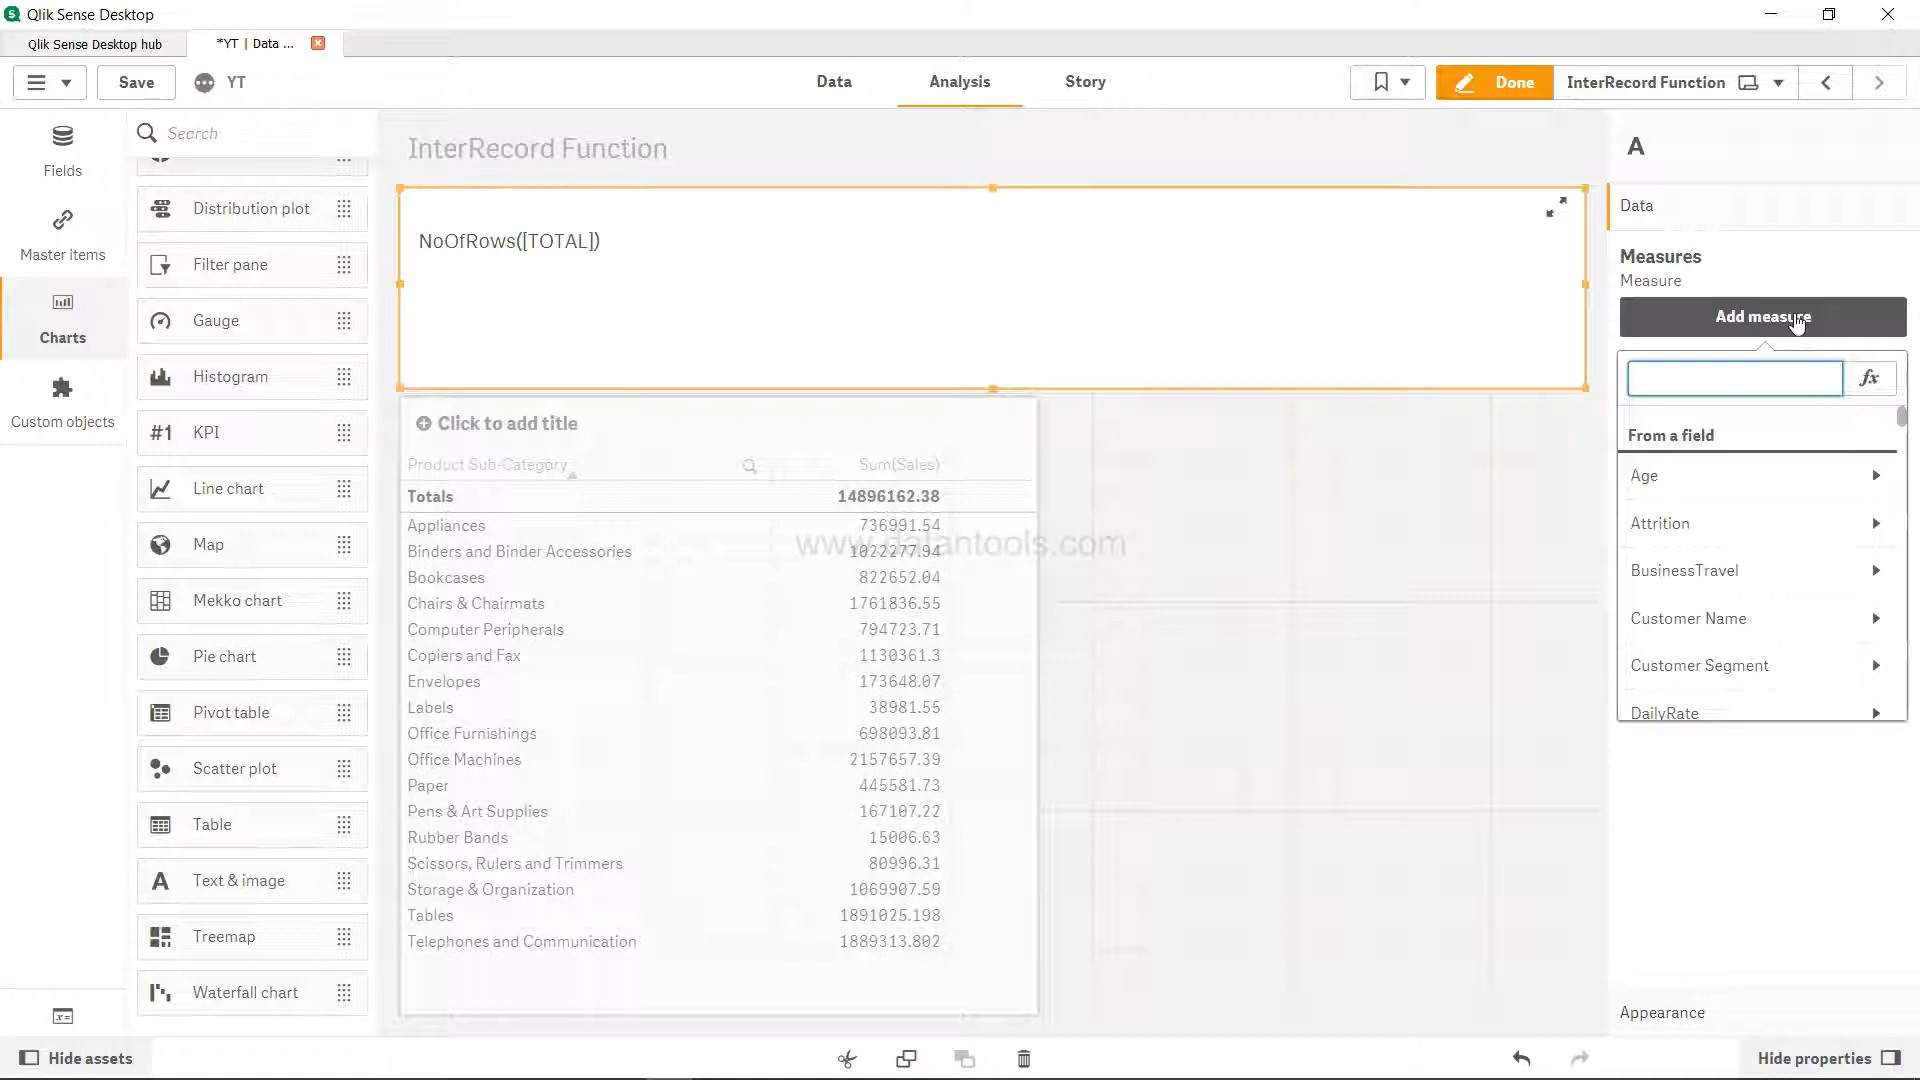 Qlik Sense Desktop
Qlik Sense Desktop hub
*YT | Data ...
Save
YT
Data
Analysis
Story
Done
InterRecord Function
Fields
Master items
Charts
Custom objects
Search
Distribution plot
Filter pane
Gauge
Histogram
#1 KPI
Line chart
Map
Mekko chart
Pie chart
Pivot table
Scatter plot
Table
A Text & image
Treemap
Waterfall chart
InterRecord Function
NoOfRows([TOTAL])
Click to add title
Product Sub-Category Sum(Sales)
Totals 14896162.38
Appliances 736991.54
Binders and Binder Accessories 1022277.94
Bookcases 822652.04
Chairs & Chairmats 1761836.55
Computer Peripherals 794723.71
Copiers and Fax 1130361.3
Envelopes 173648.07
Labels 38981.55
Office Furnishings 698093.81
Office Machines 2157657.39
Paper 445581.73
Pens & Art Supplies 167107.22
Rubber Bands 15006.63
Scissors, Rulers and Trimmers 80996.31
Storage & Organization 1069907.59
Tables 1891025.198
Telephones and Communication 1889313.802
www.datantools.com
A
Data
Measures
Measure
Add measure
fx
From a field
Age
Attrition
BusinessTravel
Customer Name
Customer Segment
DailyRate
Appearance
Hide assets
Hide properties